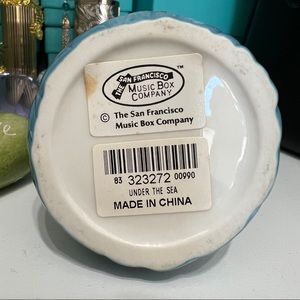 THE SAN FRANCISCO
MUSIC BOX
COMPANY
TM
© The San Francisco
Music Box Company
83 323272 00990
UNDER THE SEA
MADE IN CHINA